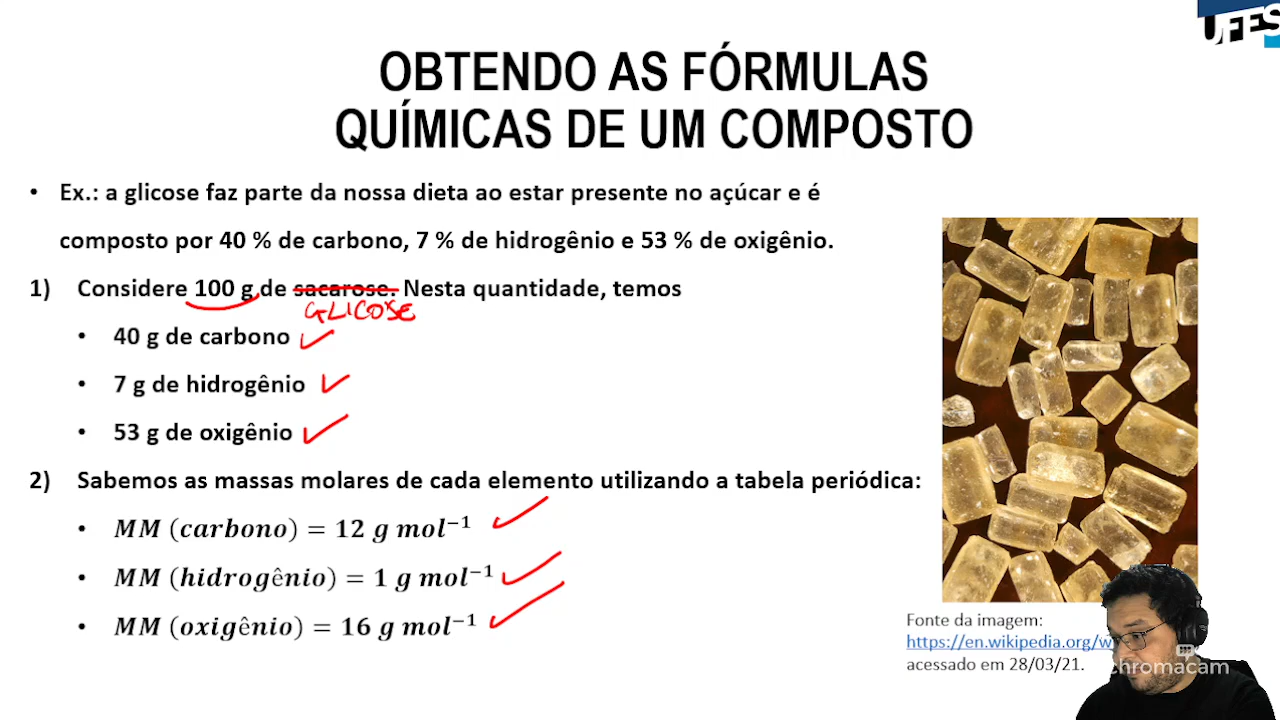 UFES
OBTENDO AS FÓRMULAS
QUÍMICAS DE UM COMPOSTO
• Ex.: a glicose faz parte da nossa dieta ao estar presente no açúcar e é
composto por 40 % de carbono, 7 % de hidrogênio e 53 % de oxigênio.
1) Considere 100 g de sacarose. Nesta quantidade, temos
GLICOSE
• 40 g de carbono
• 7 g de hidrogênio
• 53 g de oxigênio
2) Sabemos as massas molares de cada elemento utilizando a tabela periódica:
• MM (carbono) = 12 g mol⁻¹
• MM (hidrogênio) = 1 g mol⁻¹
• MM (oxigênio) = 16 g mol⁻¹
Fonte da imagem:
https://en.wikipedia.org/w
acessado em 28/03/21.
chromacam